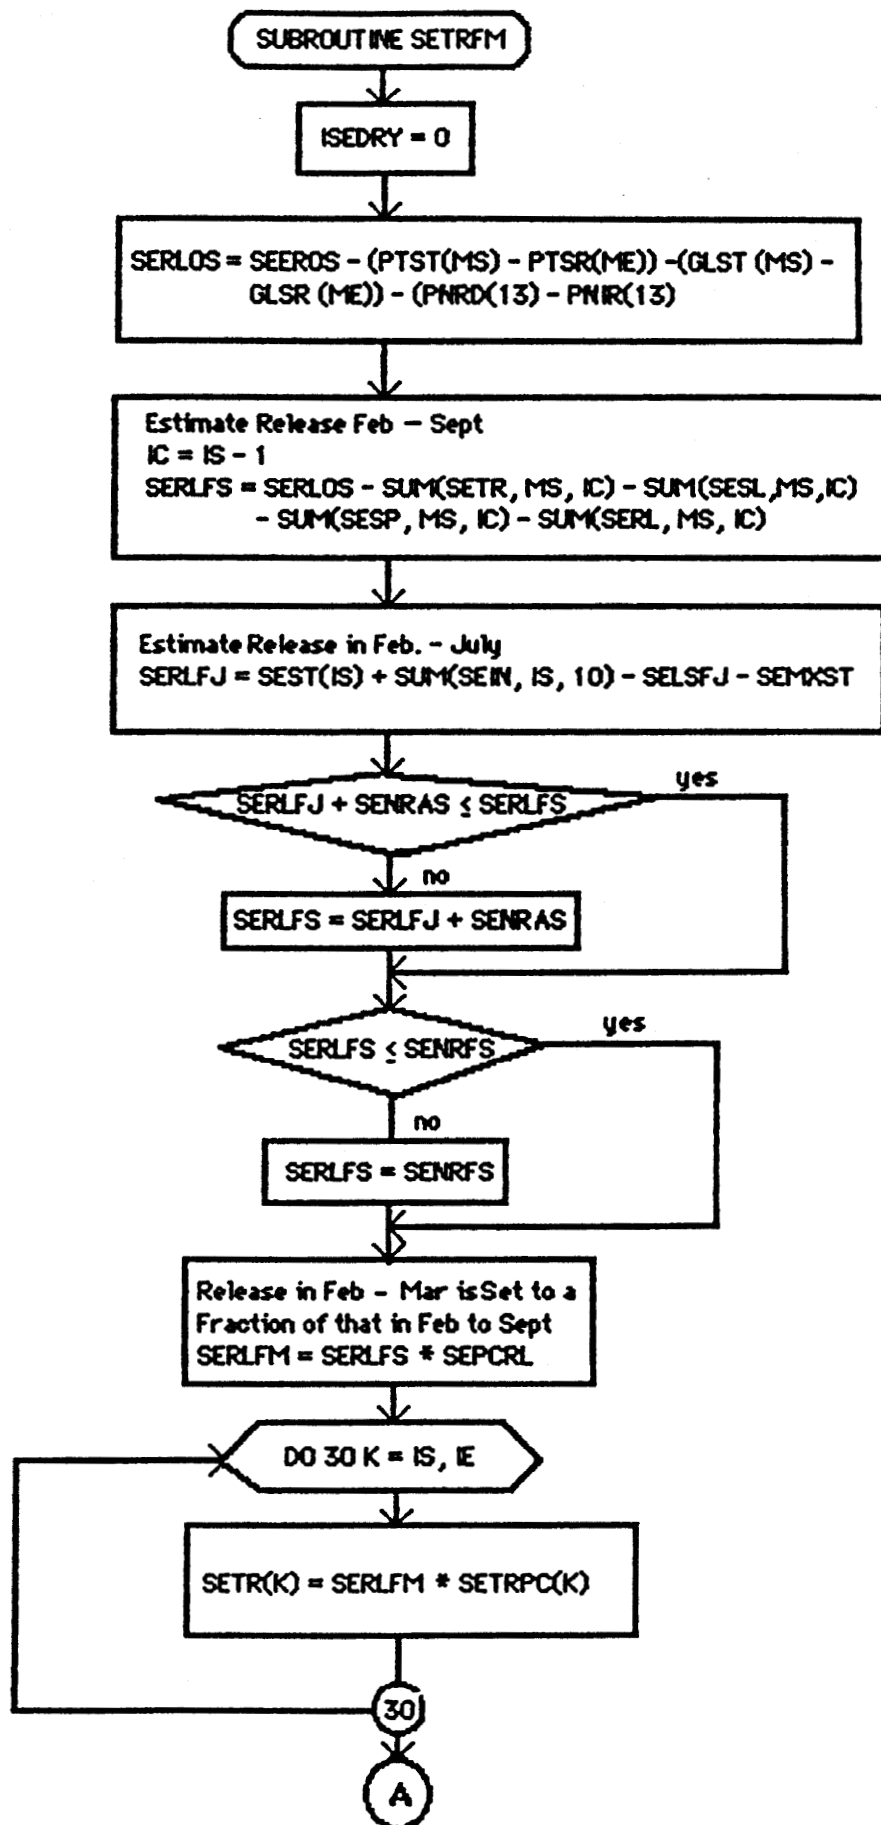 SUBROUTINE SETRFM
ISEDRY = 0
SERLOS = SEEROS - (PTST(MS) - PTSR(ME)) -(GLST (MS) -
GLSR (ME)) - (PNRD(13) - PNIR(13)
Estimate Release Feb - Sept
IC = IS - 1
SERLFS = SERLOS - SUM(SETR, MS, IC) - SUM(SESL,MS,IC)
- SUM(SESP, MS, IC) - SUM(SERL, MS, IC)
Estimate Release in Feb. - July
SERLFJ = SEST(IS) + SUM(SEIN, IS, 10) - SELSFJ - SEMXST
SERLFJ + SENRAS ≤ SERLFS
yes
no
SERLFS = SERLFJ + SENRAS
SERLFS ≤ SENRFS
yes
no
SERLFS = SENRFS
Release in Feb - Mar is Set to a
Fraction of that in Feb to Sept
SERLFM = SERLFS * SEPCRL
DO 30 K = IS, IE
SETR(K) = SERLFM * SETRPC(K)
30
A